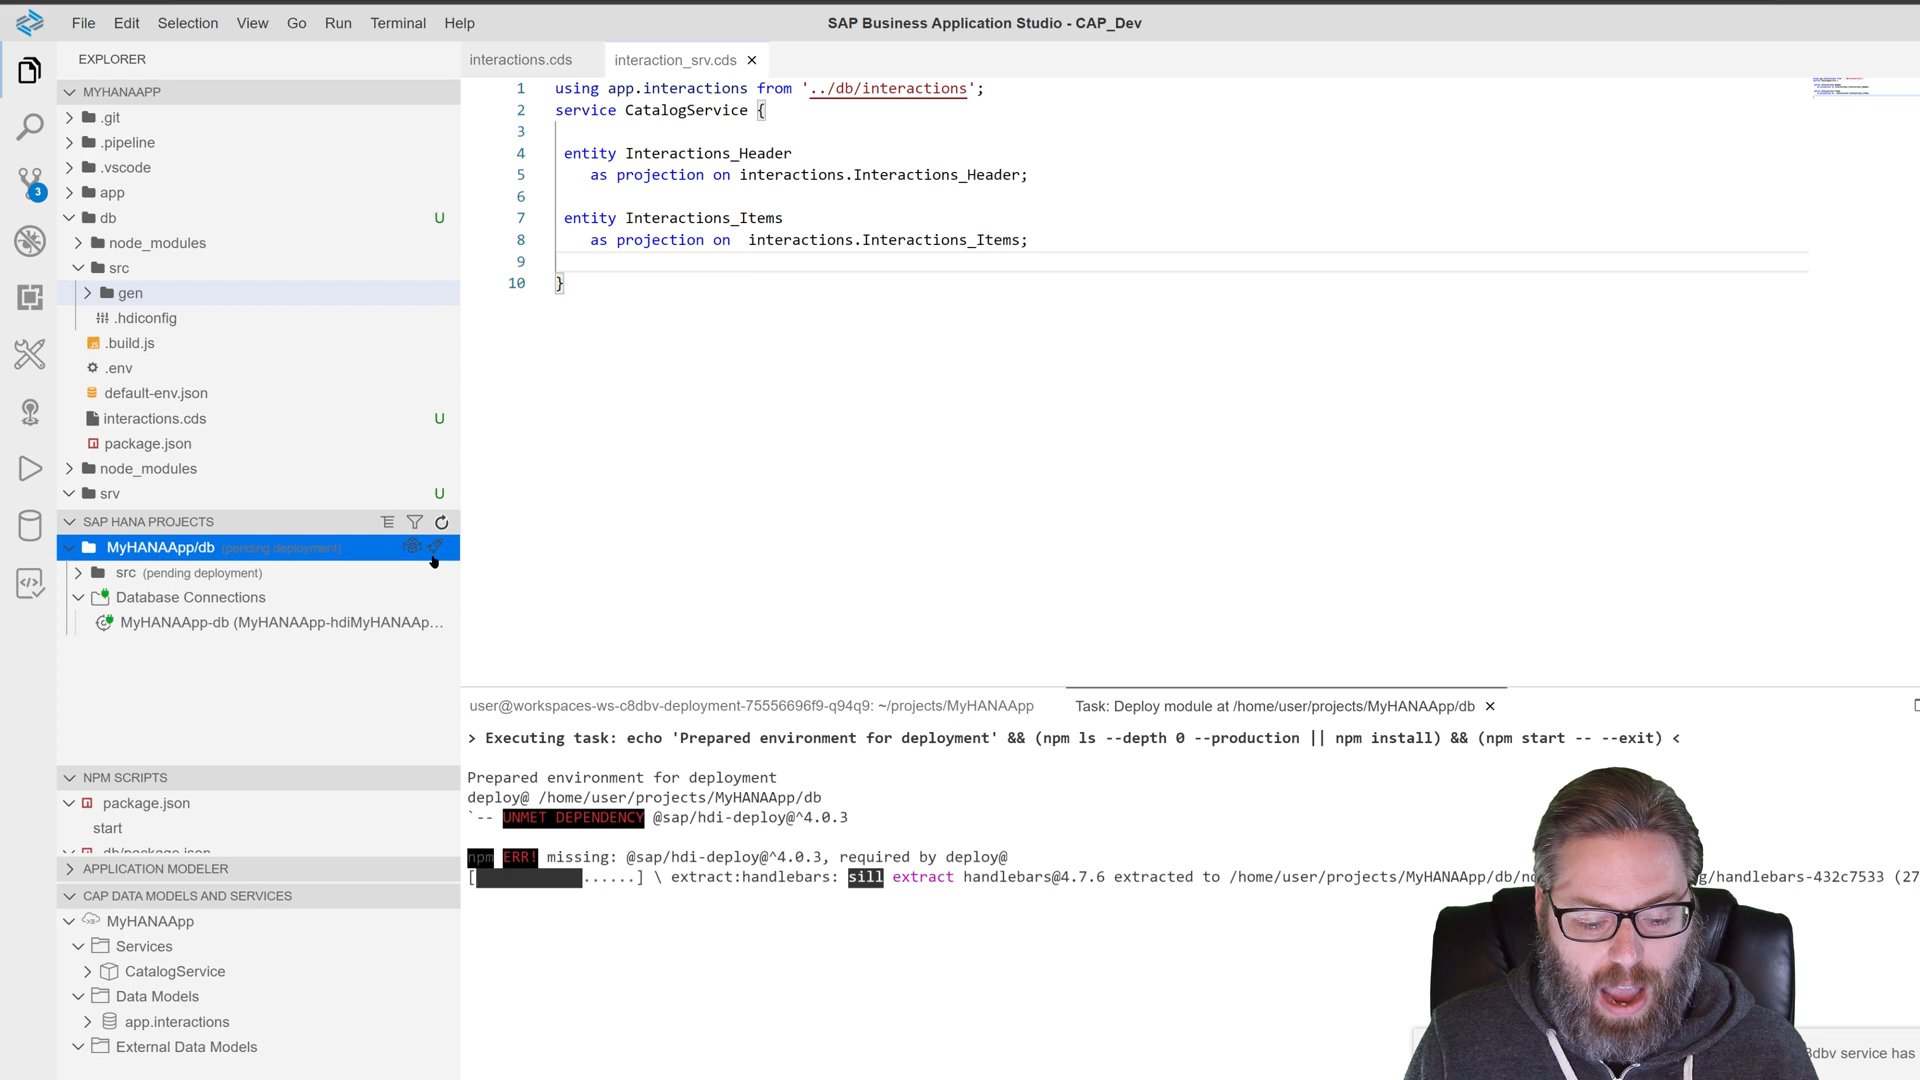 File Edit Selection View Go Run Terminal Help
SAP Business Application Studio - CAP_Dev
EXPLORER
MYHANAAPP
.git
.pipeline
.vscode
app
db U
node_modules
src
gen
.hdiconfig
.build.js
.env
default-env.json
interactions.cds U
package.json
node_modules
srv U
3
SAP HANA PROJECTS
MyHANAApp/db (pending deployment)
src (pending deployment)
Database Connections
MyHANAApp-db (MyHANAApp-hdiMyHANAAp...
NPM SCRIPTS
package.json
start
db/package.json
APPLICATION MODELER
CAP DATA MODELS AND SERVICES
MyHANAApp
Services
CatalogService
Data Models
app.interactions
External Data Models
interactions.cds interaction_srv.cds
1 using app.interactions from '../db/interactions';
2 service CatalogService {
3
4 entity Interactions_Header
5 as projection on interactions.Interactions_Header;
6
7 entity Interactions_Items
8 as projection on interactions.Interactions_Items;
9
10 }
user@workspaces-ws-c8dbv-deployment-75556696f9-q94q9: ~/projects/MyHANAApp
Task: Deploy module at /home/user/projects/MyHANAApp/db
> Executing task: echo 'Prepared environment for deployment' && (npm ls --depth 0 --production || npm install) && (npm start -- --exit) <
Prepared environment for deployment
deploy@ /home/user/projects/MyHANAApp/db
`-- UNMET DEPENDENCY @sap/hdi-deploy@^4.0.3
npm ERR! missing: @sap/hdi-deploy@^4.0.3, required by deploy@
[ ......] \ extract:handlebars: sill extract handlebars@4.7.6 extracted to /home/user/projects/MyHANAApp/db/no g/handlebars-432c7533 (27
8dbv service has